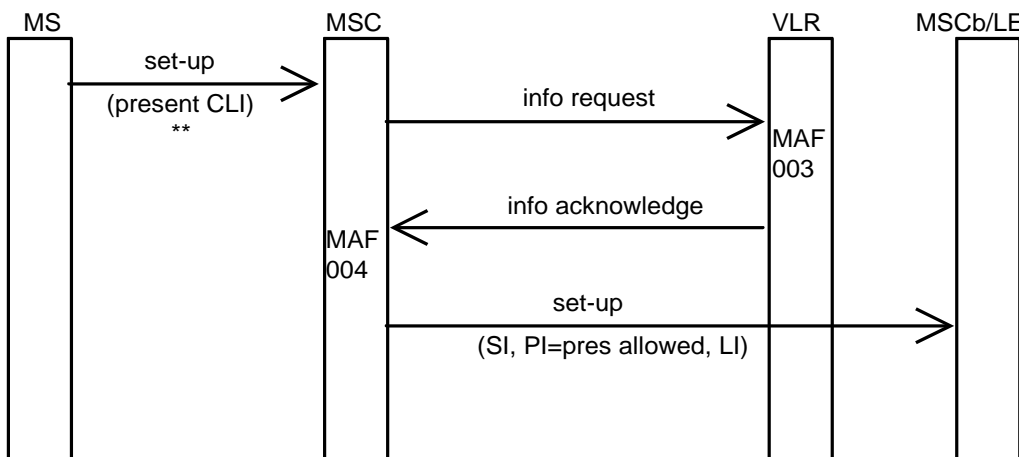 MS
MSC
VLR
MSCb/LE
set-up
(present CLI)
**
info request
MAF
003
info acknowledge
MAF
004
set-up
(SI, PI=pres allowed, LI)